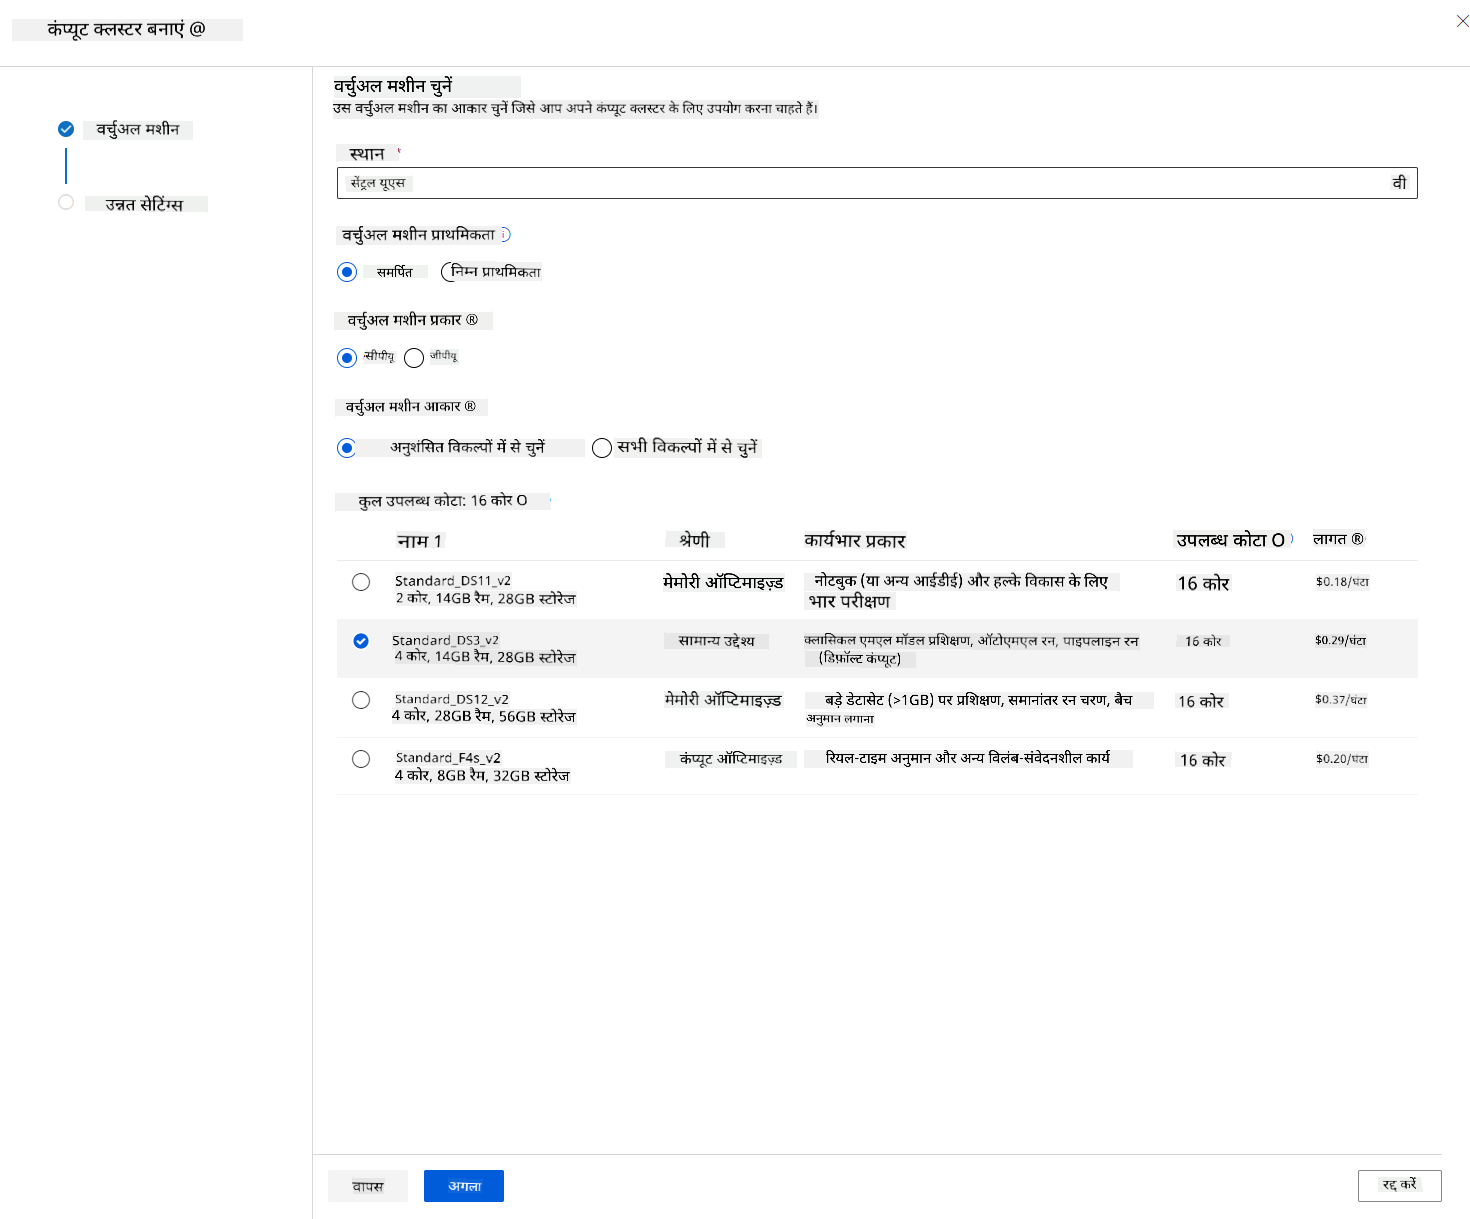 कंप्यूट क्लस्टर बनाएं @
वर्चुअल मशीन
उन्नत सेटिंग्स
वर्चुअल मशीन चुनें
उस वर्चुअल मशीन का आकार चुनें जिसे आप अपने कंप्यूट क्लस्टर के लिए उपयोग करना चाहते हैं।
स्थान *
सेंट्रल यूएस वी
वर्चुअल मशीन प्राथमिकता
समर्पित निम्न प्राथमिकता
वर्चुअल मशीन प्रकार ®
सीपीयू जीपीयू
वर्चुअल मशीन आकार ®
अनुशंसित विकल्पों में से चुनें सभी विकल्पों में से चुनें
कुल उपलब्ध कोटा: 16 कोर O
नाम 1 श्रेणी कार्यभार प्रकार उपलब्ध कोटा O लागत ®
Standard_DS11_v2 मेमोरी ऑप्टिमाइज़्ड नोटबुक (या अन्य आईडीई) और हल्के विकास के लिए 16 कोर $0.18/घंटा
2 कोर, 14GB रैम, 28GB स्टोरेज भार परीक्षण
Standard_DS3_v2 सामान्य उद्देश्य क्लासिकल एमएल मॉडल प्रशिक्षण, ऑटोएमएल रन, पाइपलाइन रन 16 कोर $0.29/घंटा
4 कोर, 14GB रैम, 28GB स्टोरेज (डिफ़ॉल्ट कंप्यूट)
Standard_DS12_v2 मेमोरी ऑप्टिमाइज़्ड बड़े डेटासेट (>1GB) पर प्रशिक्षण, समानांतर रन चरण, बैच 16 कोर $0.37/घंटा
4 कोर, 28GB रैम, 56GB स्टोरेज अनुमान लगाना
Standard_F4s_v2 कंप्यूट ऑप्टिमाइज़्ड रियल-टाइम अनुमान और अन्य विलंब-संवेदनशील कार्य 16 कोर $0.20/घंटा
4 कोर, 8GB रैम, 32GB स्टोरेज
वापस अगला रद्द करें